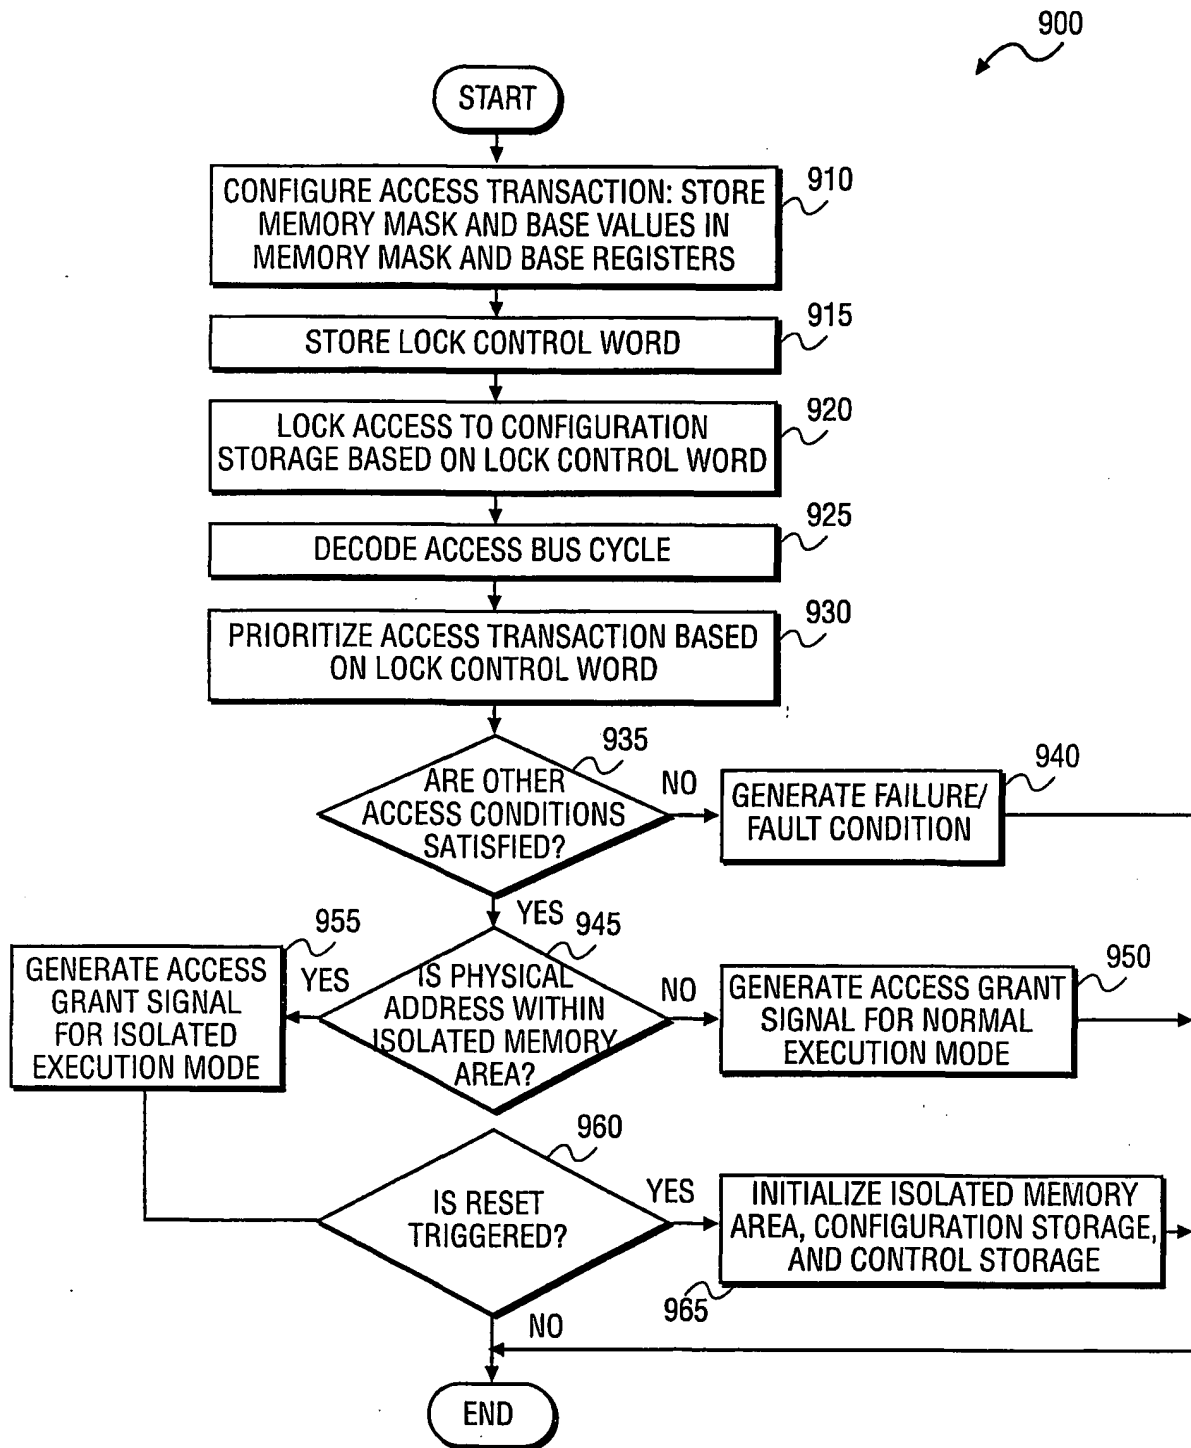 900
START
CONFIGURE ACCESS TRANSACTION: STORE
MEMORY MASK AND BASE VALUES IN
MEMORY MASK AND BASE REGISTERS
910
STORE LOCK CONTROL WORD
915
LOCK ACCESS TO CONFIGURATION
STORAGE BASED ON LOCK CONTROL WORD
920
DECODE ACCESS BUS CYCLE
925
PRIORITIZE ACCESS TRANSACTION BASED
ON LOCK CONTROL WORD
930
ARE OTHER
ACCESS CONDITIONS
SATISFIED?
935
NO
GENERATE FAILURE/
FAULT CONDITION
940
YES
IS PHYSICAL
ADDRESS WITHIN
ISOLATED MEMORY
AREA?
945
YES
GENERATE ACCESS
GRANT SIGNAL
FOR ISOLATED
EXECUTION MODE
955
NO
GENERATE ACCESS GRANT
SIGNAL FOR NORMAL
EXECUTION MODE
950
IS RESET
TRIGGERED?
960
YES
INITIALIZE ISOLATED MEMORY
AREA, CONFIGURATION STORAGE,
AND CONTROL STORAGE
965
NO
END